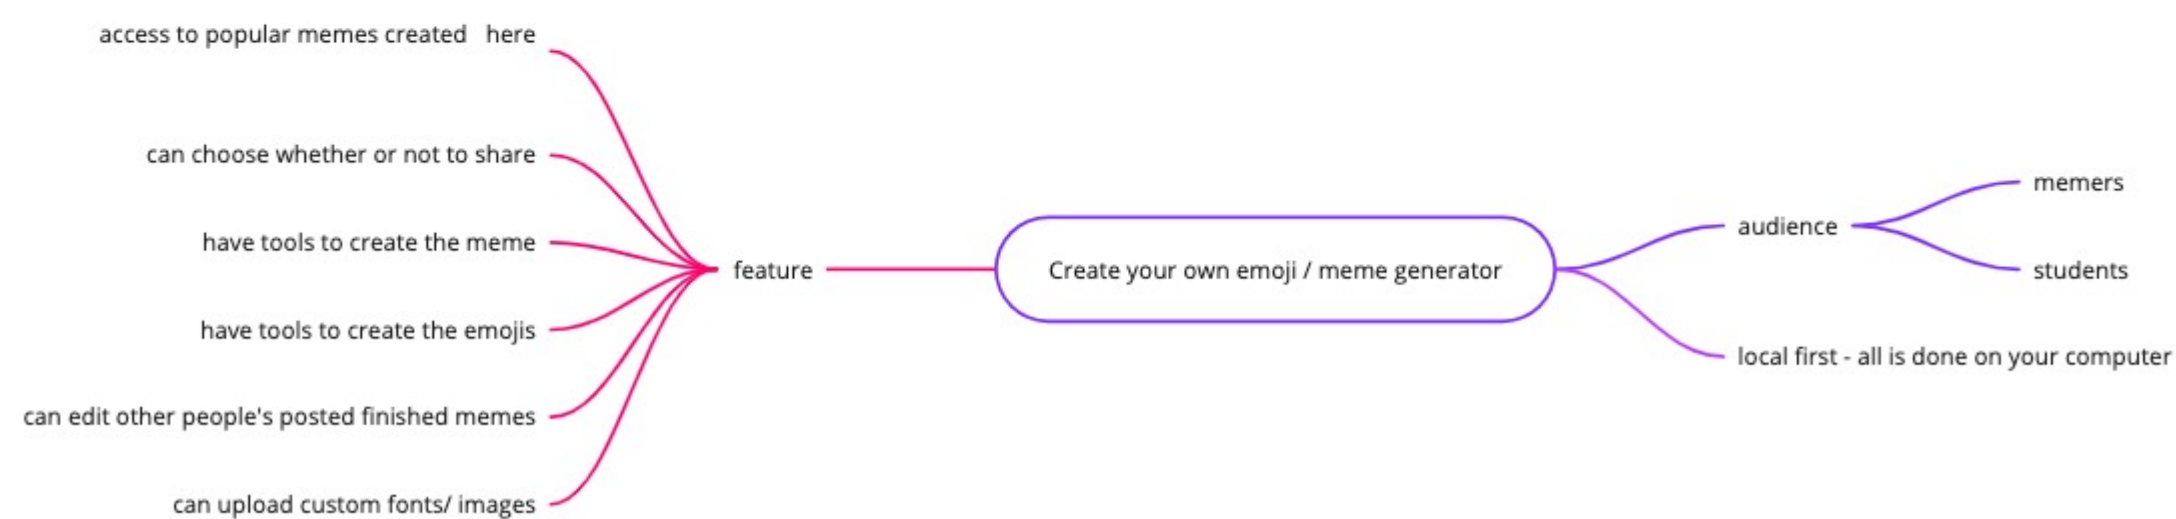 access to popular memes created   here
can choose whether or not to share
have tools to create the meme
have tools to create the emojis
can edit other people's posted finished memes
can upload custom fonts/ images
feature
Create your own emoji / meme generator
audience
memers
students
local first - all is done on your computer